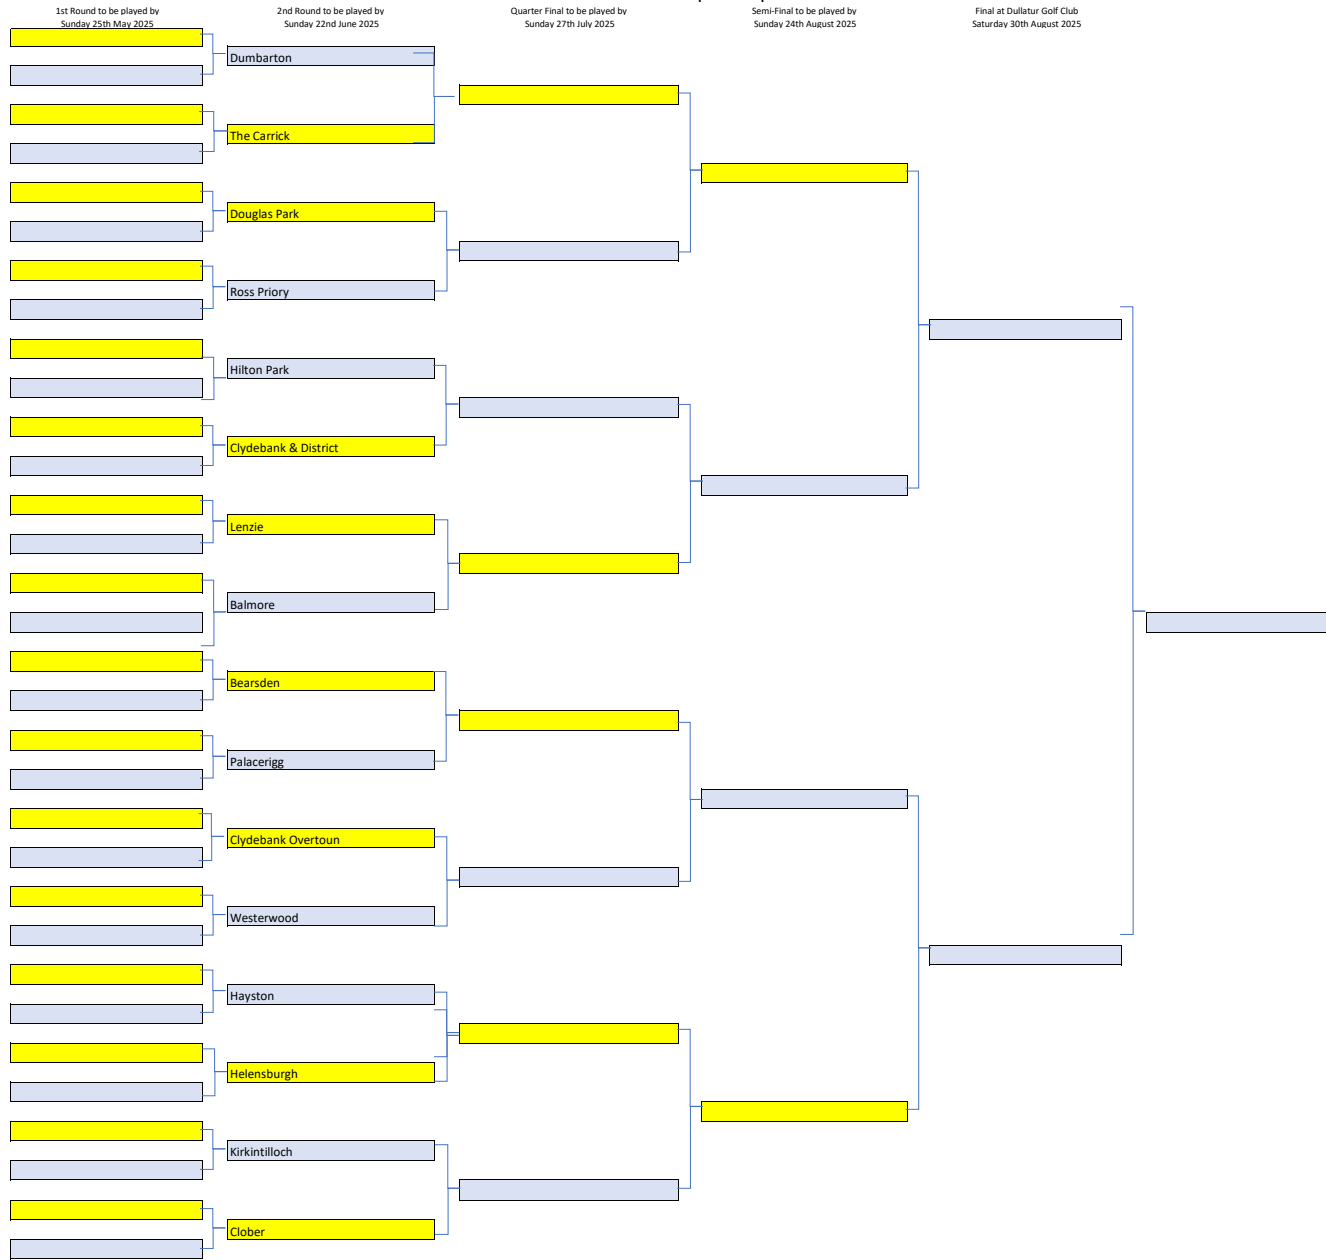 1st Round to be played by
Sunday 25th May 2025
2nd Round to be played by
Sunday 22nd June 2025
Quarter Final to be played by
Sunday 27th July 2025
Semi-Final to be played by
Sunday 24th August 2025
Final at Dullatur Golf Club
Saturday 30th August 2025
Dumbarton
The Carrick
Douglas Park
Ross Priory
Hilton Park
Clydebank & District
Lenzie
Balmore
Bearsden
Palacerigg
Clydebank Overtoun
Westerwood
Hayston
Helensburgh
Kirkintilloch
Clober